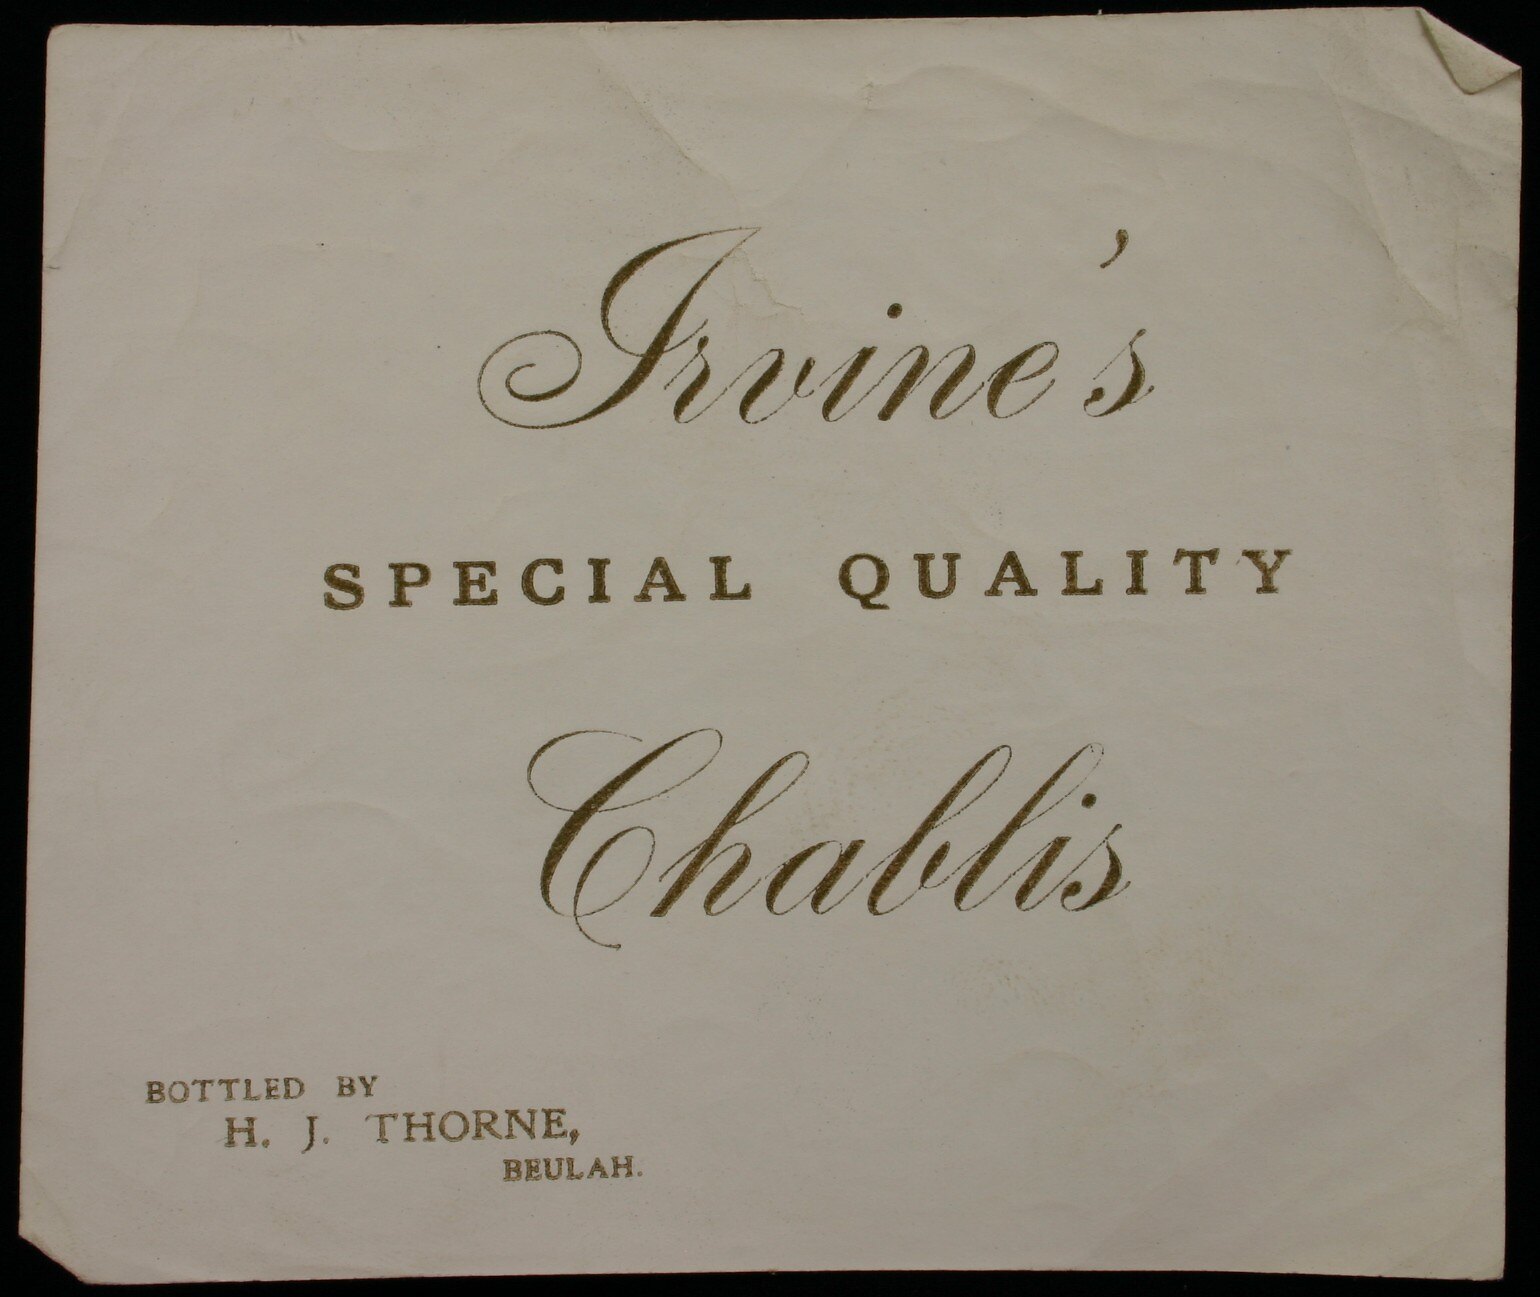 Irvine's
SPECIAL QUALITY
Chablis
BOTTLED BY
H. J. THORNE,
BEULAH.